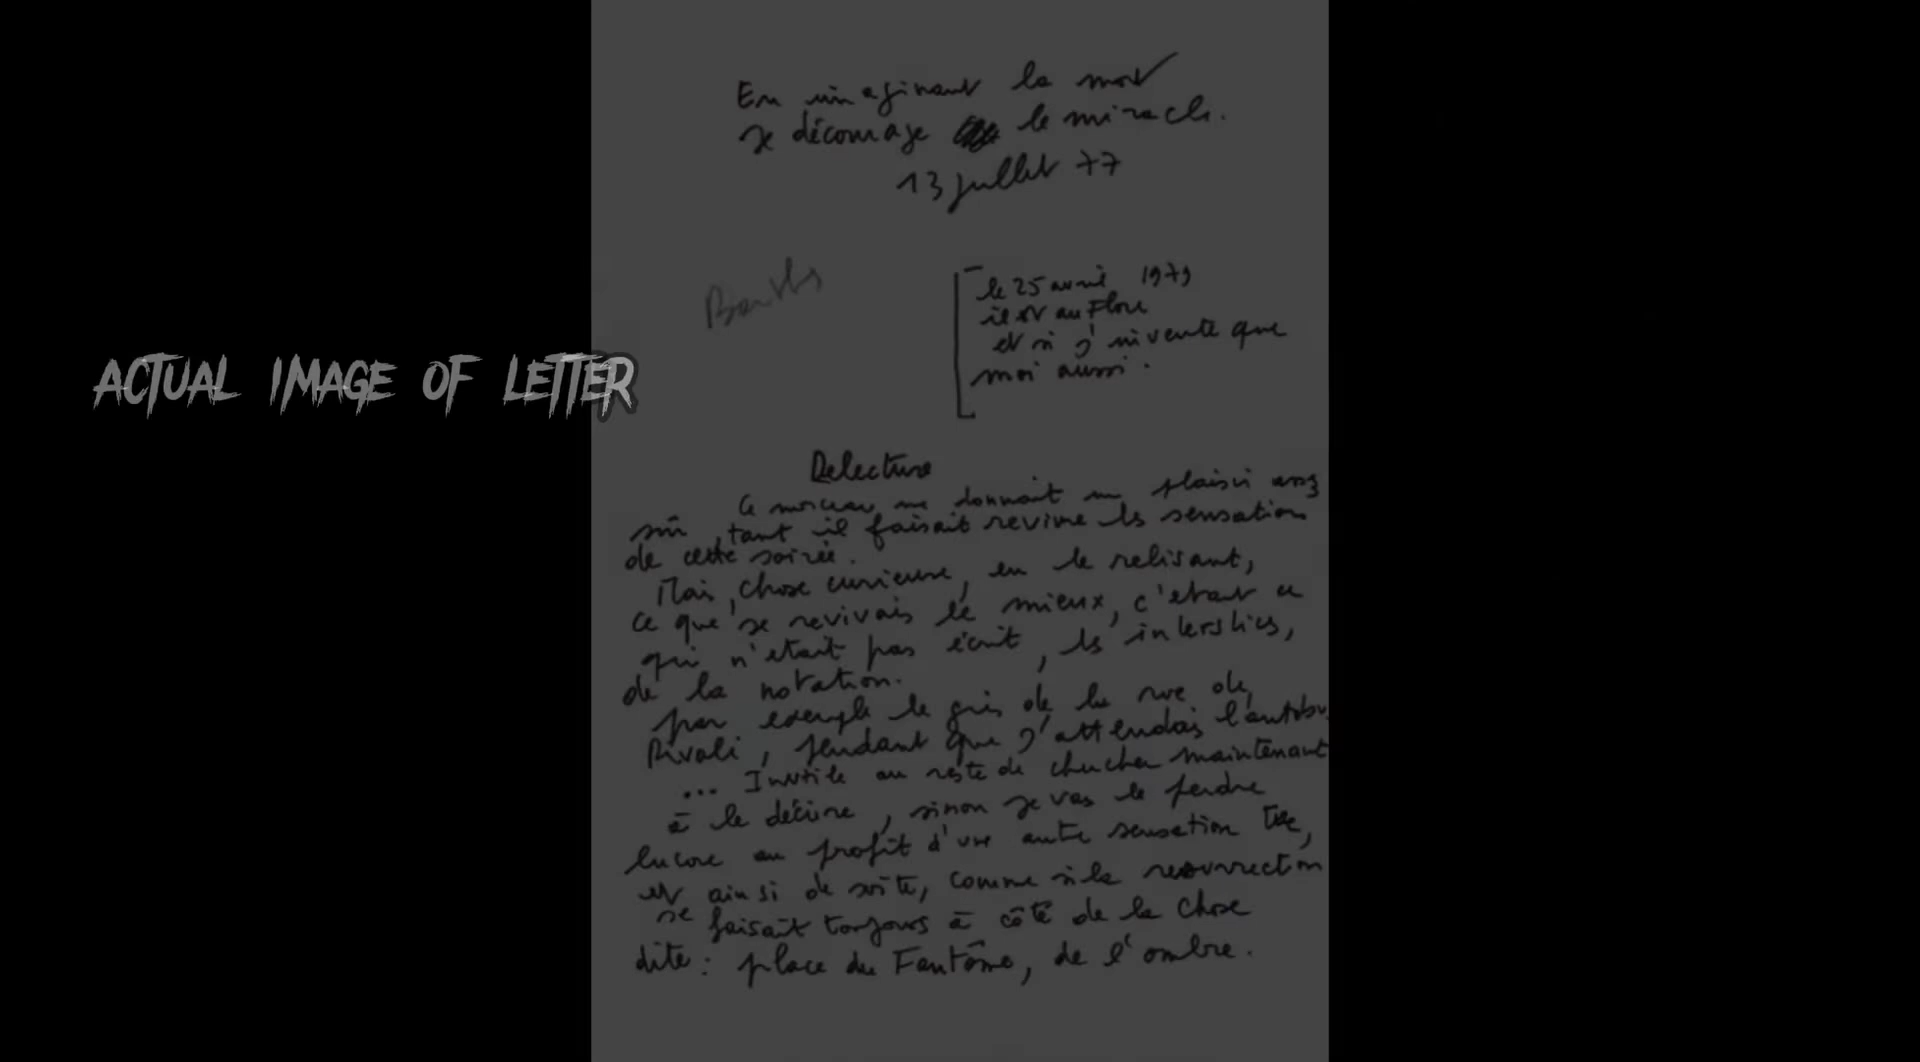 En imaginant la mort
je décourage le miracle.
13 juillet 77
Barthes
le 25 avril 1979
il est au Flore
et si j'invente que
moi aussi.
ACTUAL IMAGE OF LETTER
Relecture
Ce morceau me donnait un plaisir assez
sûr, tant il faisait revivre les sensations
de cette soirée.
Mais, chose curieuse, en le relisant,
ce que je revivais le mieux, c'était ce
qui n'était pas écrit, les interstices,
de la notation.
par exemple le gris de la rue de
Rivoli, pendant que j'attendais l'autobus
... Inutile au reste de chercher maintenant
à le décrire, sinon je vais le perdre
encore au profit d'une autre sensation
et ainsi de suite, comme si la resurrection
se faisait toujours à côté de la chose
dite : place du Fantôme, de l'ombre.